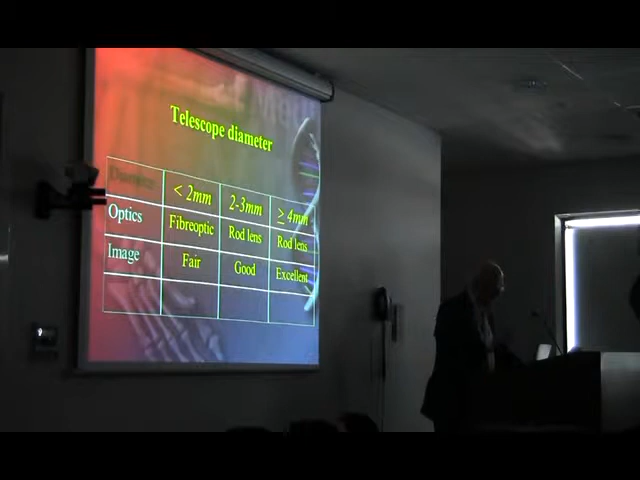 Telescope diameter
Diameter < 2mm 2-3mm ≥ 4mm
Optics Fibreoptic Rod lens Rod lens
Image Fair Good Excellent